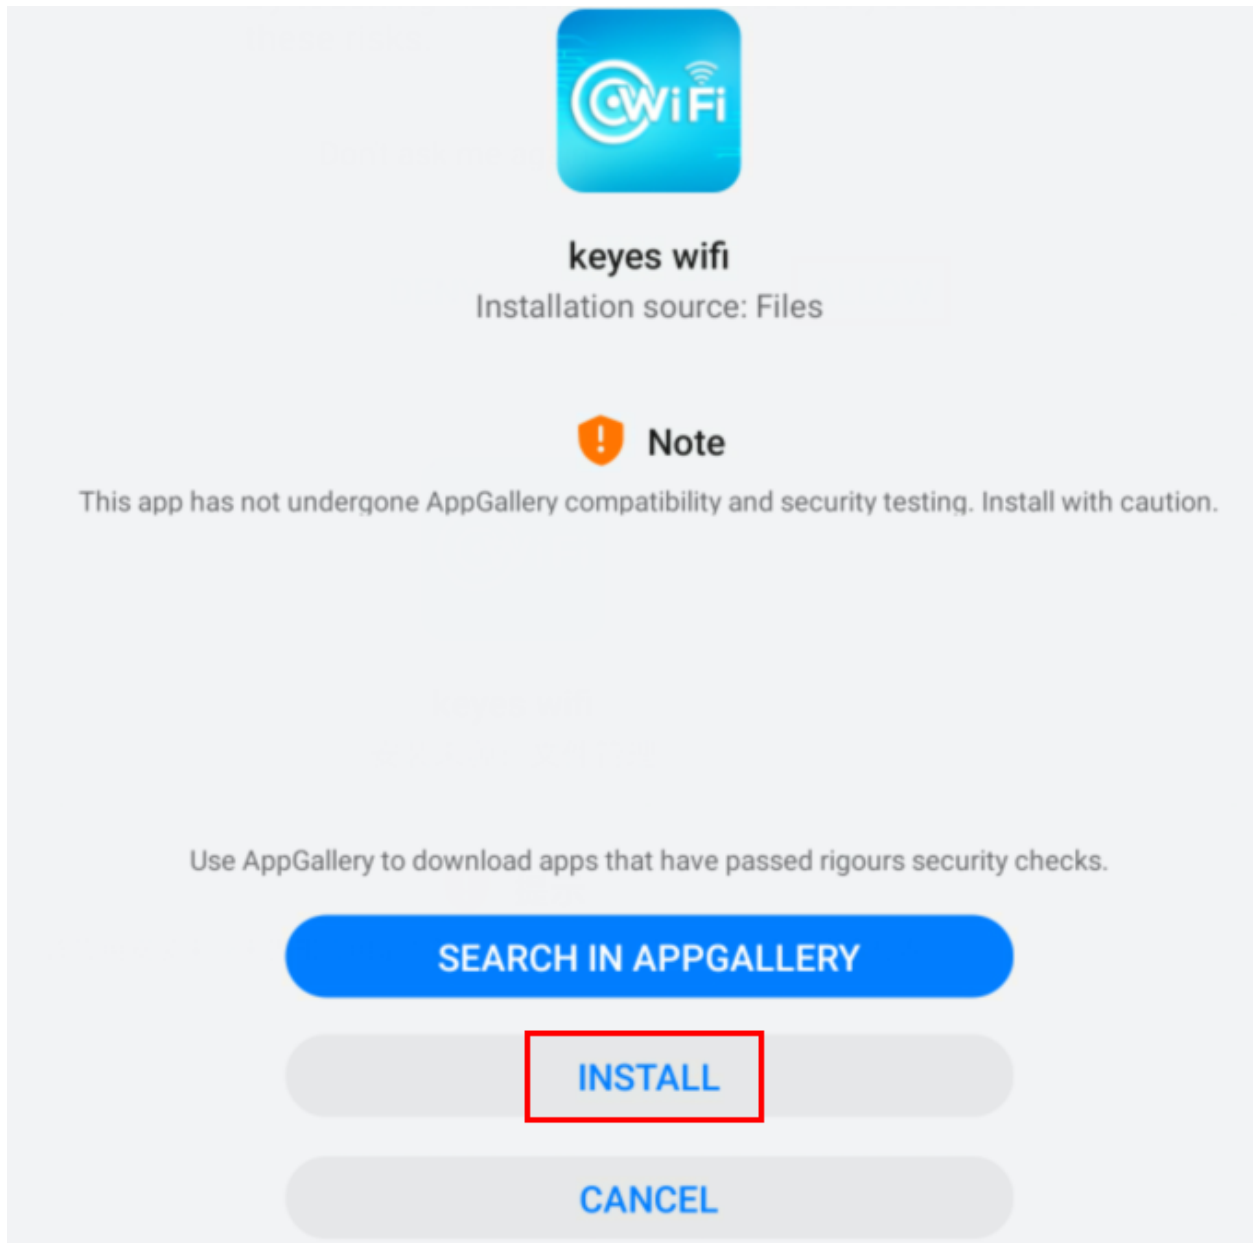 WiFi
keyes wifi
Installation source: Files
Note
This app has not undergone AppGallery compatibility and security testing. Install with caution.
Use AppGallery to download apps that have passed rigours security checks.
SEARCH IN APPGALLERY
INSTALL
CANCEL